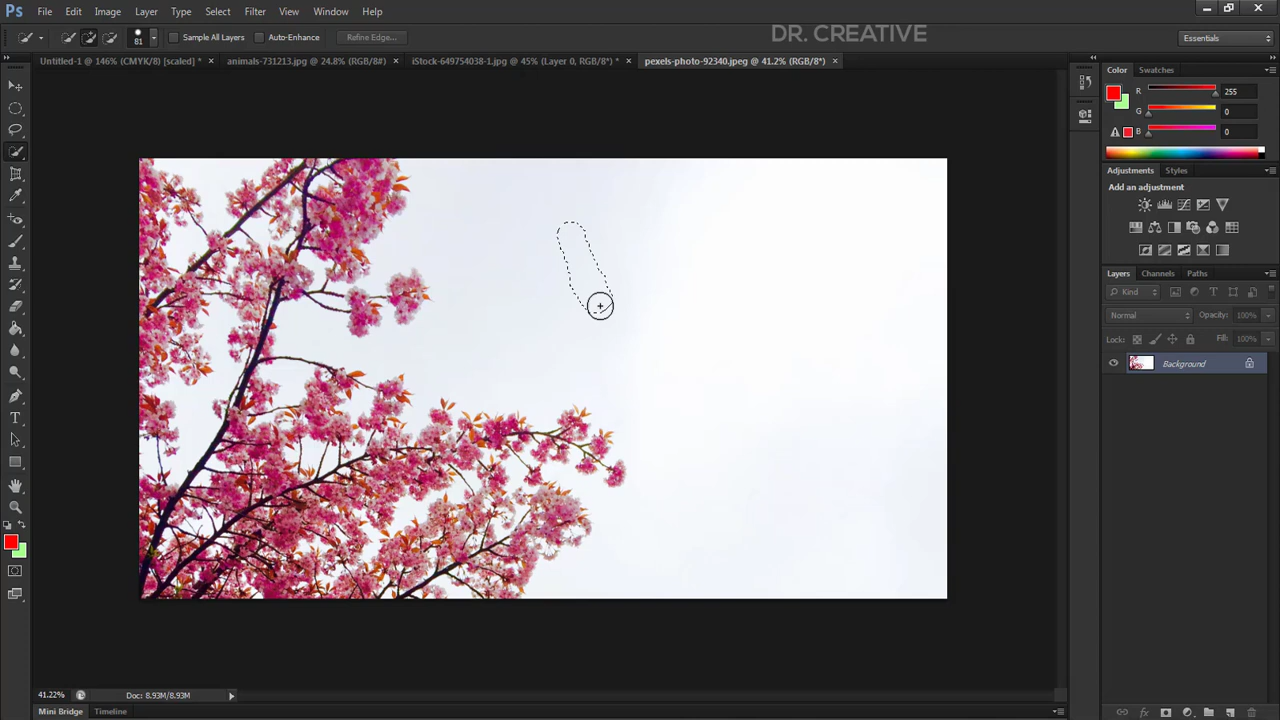 Ps File Edit Image Layer Type Select Filter View Window Help
81 Sample All Layers Auto-Enhance Refine Edge... DR. CREATIVE Essentials
Untitled-1 @ 146% (CMYK/8) [scaled] * × animals-731213.jpg @ 24.8% (RGB/8#) × iStock-649754038-1.jpg @ 45% (Layer 0, RGB/8*) * × pexels-photo-92340.jpeg @ 41.2% (RGB/8*) ×
Color Swatches
R 255
G 0
B 0
Adjustments Styles
Add an adjustment
Layers Channels Paths
Kind
Normal Opacity: 100%
Lock: Fill: 100%
Background
41.22% Doc: 8.93M/8.93M
Mini Bridge Timeline